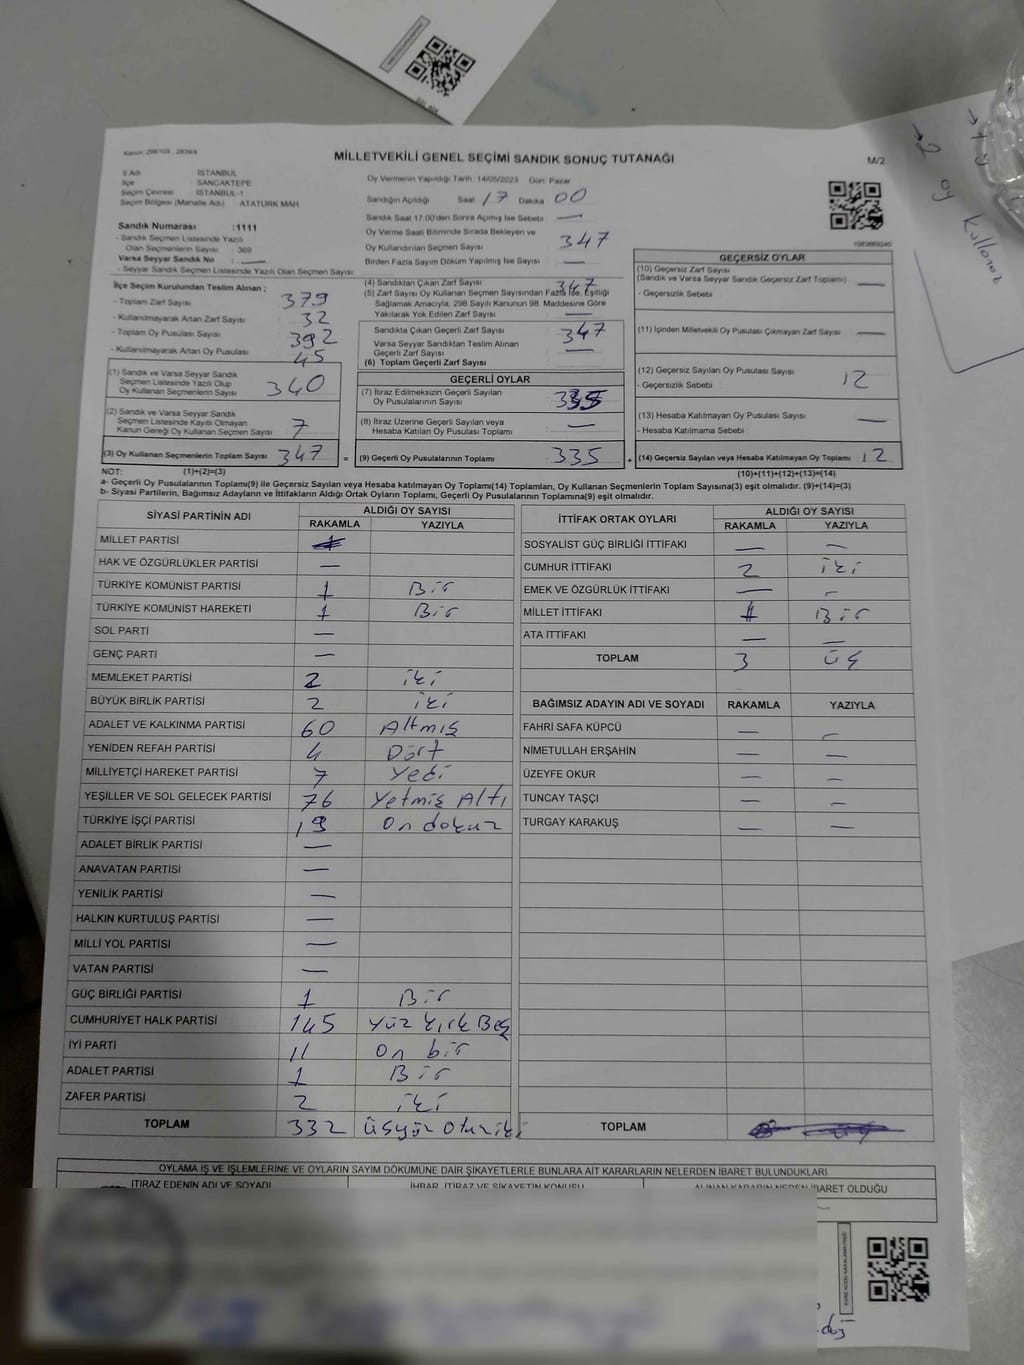 Kanun: 298/105 , 2839/4
MİLLETVEKİLİ GENEL SEÇİMİ SANDIK SONUÇ TUTANAĞI
M/2
İl Adı : İSTANBUL
İlçe : SANCAKTEPE
Seçim Çevresi : İSTANBUL-1
Seçim Bölgesi (Mahalle Adı) : ATATÜRK MAH
Sandık Numarası :1111
- Sandık Seçmen Listesinde Yazılı
Olan Seçmenlerin Sayısı : 369
Varsa Seyyar Sandık No : —
- Seyyar Sandık Seçmen Listesinde Yazılı Olan Seçmen Sayısı:
Oy Vermenin Yapıldığı Tarih :14/05/2023 Gün: Pazar
Sandığın Açıldığı Saat 17 Dakika 00
Sandık Saat 17:00'den Sonra Açılmış İse Sebebi : —
Oy Verme Saati Bitiminde Sırada Bekleyen ve
Oy Kullandırılan Seçmen Sayısı : 347
Birden Fazla Sayım Döküm Yapılmış İse Sayısı : —
İlçe Seçim Kurulundan Teslim Alınan ;
- Toplam Zarf Sayısı : 379
- Kullanılmayarak Artan Zarf Sayısı : 32
- Toplam Oy Pusulası Sayısı : 392
- Kullanılmayarak Artan Oy Pusulası : 45
(1) Sandık ve Varsa Seyyar Sandık
Seçmen Listesinde Yazılı Olup
Oy Kullanan Seçmenlerin Sayısı : 340
(2) Sandık ve Varsa Seyyar Sandık
Seçmen Listesinde Kayıtlı Olmayan
Kanun Gereği Oy Kullanan Seçmen Sayısı : 7
(3) Oy Kullanan Seçmenlerin Toplam Sayısı : 347 =
(4) Sandıktan Çıkan Zarf Sayısı : 347
(5) Zarf Sayısı Oy Kullanan Seçmen Sayısından Fazla İse, Eşitliği
Sağlamak Amacıyla, 298 Sayılı Kanunun 98. Maddesine Göre
Yakılarak Yok Edilen Zarf Sayısı : —
Sandıkta Çıkan Geçerli Zarf Sayısı : 347
Varsa Seyyar Sandıktan Teslim Alınan
Geçerli Zarf Sayısı : —
(6) Toplam Geçerli Zarf Sayısı :
GEÇERLİ OYLAR
(7) İtiraz Edilmeksizin Geçerli Sayılan
Oy Pusulalarının Sayısı : 335
(8) İtiraz Üzerine Geçerli Sayılan veya
Hesaba Katılan Oy Pusulası Toplamı : —
(9) Geçerli Oy Pusulalarının Toplamı : 335 +
GEÇERSİZ OYLAR
(10) Geçersiz Zarf Sayısı
(Sandık ve Varsa Seyyar Sandık Geçersiz Zarf Toplamı) : —
- Geçersizlik Sebebi :
(11) İçinden Milletvekili Oy Pusulası Çıkmayan Zarf Sayısı : —
(12) Geçersiz Sayılan Oy Pusulası Sayısı : 12
- Geçersizlik Sebebi :
(13) Hesaba Katılmayan Oy Pusulası Sayısı : —
- Hesaba Katılmama Sebebi :
(14) Geçersiz Sayılan veya Hesaba Katılmayan Oy Toplamı : 12
NOT: (1)+(2)=(3) (10)+(11)+(12)+(13)=(14)
a- Geçerli Oy Pusulalarının Toplamı(9) ile Geçersiz Sayılan veya Hesaba katılmayan Oy Toplamı(14) Toplamları, Oy Kullanan Seçmenlerin Toplam Sayısına(3) eşit olmalıdır. (9)+(14)=(3)
b- Siyasi Partilerin, Bağımsız Adayların ve İttifakların Aldığı Ortak Oyların Toplamı, Geçerli Oy Pusulalarının Toplamına(9) eşit olmalıdır.
SİYASİ PARTİNİN ADI ALDIĞI OY SAYISI
RAKAMLA YAZIYLA
MİLLET PARTİSİ
HAK VE ÖZGÜRLÜKLER PARTİSİ —
TÜRKİYE KOMÜNİST PARTİSİ 1 Bir
TÜRKİYE KOMÜNİST HAREKETİ 1 Bir
SOL PARTİ —
GENÇ PARTİ —
MEMLEKET PARTİSİ 2 iki
BÜYÜK BİRLİK PARTİSİ 2 iki
ADALET VE KALKINMA PARTİSİ 60 Altmış
YENİDEN REFAH PARTİSİ 4 Dört
MİLLİYETÇİ HAREKET PARTİSİ 7 Yedi
YEŞİLLER VE SOL GELECEK PARTİSİ 76 Yetmiş Altı
TÜRKİYE İŞÇİ PARTİSİ 19 On dokuz
ADALET BİRLİK PARTİSİ —
ANAVATAN PARTİSİ —
YENİLİK PARTİSİ —
HALKIN KURTULUŞ PARTİSİ —
MİLLİ YOL PARTİSİ —
VATAN PARTİSİ —
GÜÇ BİRLİĞİ PARTİSİ 1 Bir
CUMHURİYET HALK PARTİSİ 145 Yüz Kırk Beş
İYİ PARTİ 11 On bir
ADALET PARTİSİ 1 Bir
ZAFER PARTİSİ 2 iki
TOPLAM 332 üçyüz Otuz iki
İTTİFAK ORTAK OYLARI ALDIĞI OY SAYISI
RAKAMLA YAZIYLA
SOSYALİST GÜÇ BİRLİĞİ İTTİFAKI — —
CUMHUR İTTİFAKI 2 iki
EMEK VE ÖZGÜRLÜK İTTİFAKI — —
MİLLET İTTİFAKI 1 Bir
ATA İTTİFAKI — —
TOPLAM 3 üç
BAĞIMSIZ ADAYIN ADI VE SOYADI RAKAMLA YAZIYLA
FAHRİ SAFA KÜPCÜ — —
NİMETULLAH ERŞAHİN — —
ÜZEYFE OKUR — —
TUNCAY TAŞÇI — —
TURGAY KARAKUŞ — —
TOPLAM
OYLAMA İŞ VE İŞLEMLERİNE VE OYLARIN SAYIM DÖKÜMÜNE DAİR ŞİKAYETLERLE BUNLARA AİT KARARLARIN NELERDEN İBARET BULUNDUKLARI
İTİRAZ EDENİN ADI VE SOYADI İHBAR, İTİRAZ VE ŞİKAYETİN KONUSU ALINAN KARARIN NEDEN İBARET OLDUĞU
→2 oy kullanan